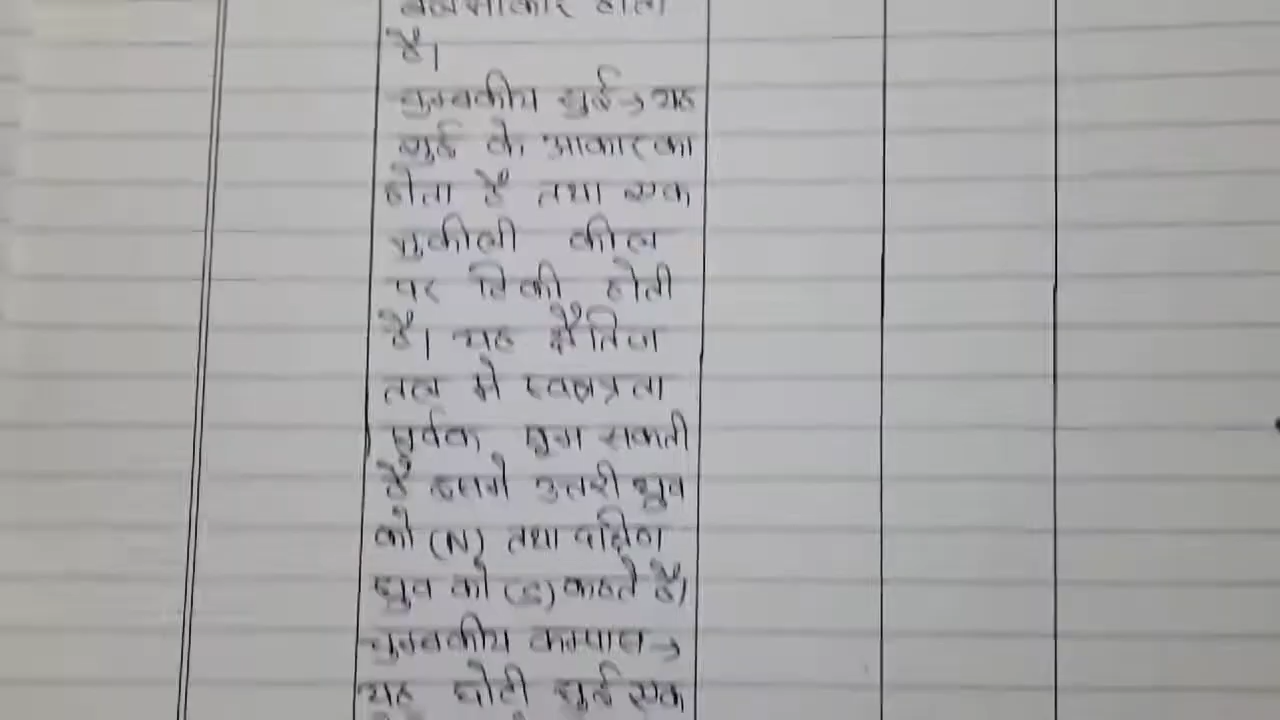 है।
चुम्बकीय सुई → यह
सुई के आकार का
होता है तथा एक
नुकीली कील
पर टिकी होती
है। यह क्षैतिज
तल में स्वतंत्रता
पुर्वक घुम सकती
है इसमे उत्तरी ध्रुव
को (N) तथा दक्षिण
ध्रुव को (S) कहते है।
चुम्बकीय कम्पास →
यह छोटी सुई एक